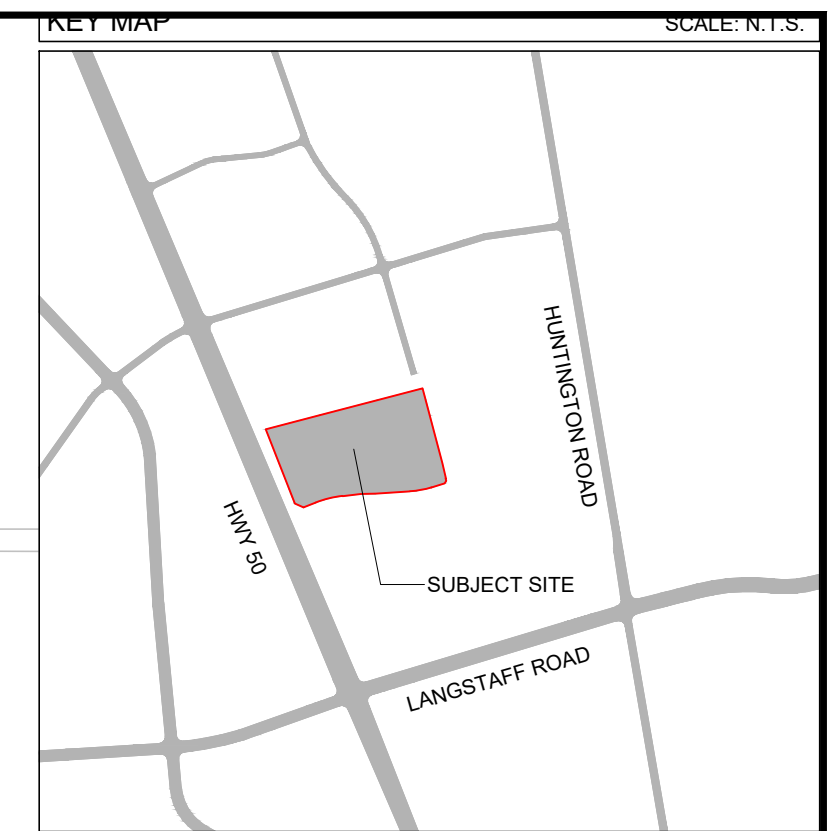 KEY MAP
SCALE: N.T.S.
HUNTINGTON ROAD
HWY 50
SUBJECT SITE
LANGSTAFF ROAD